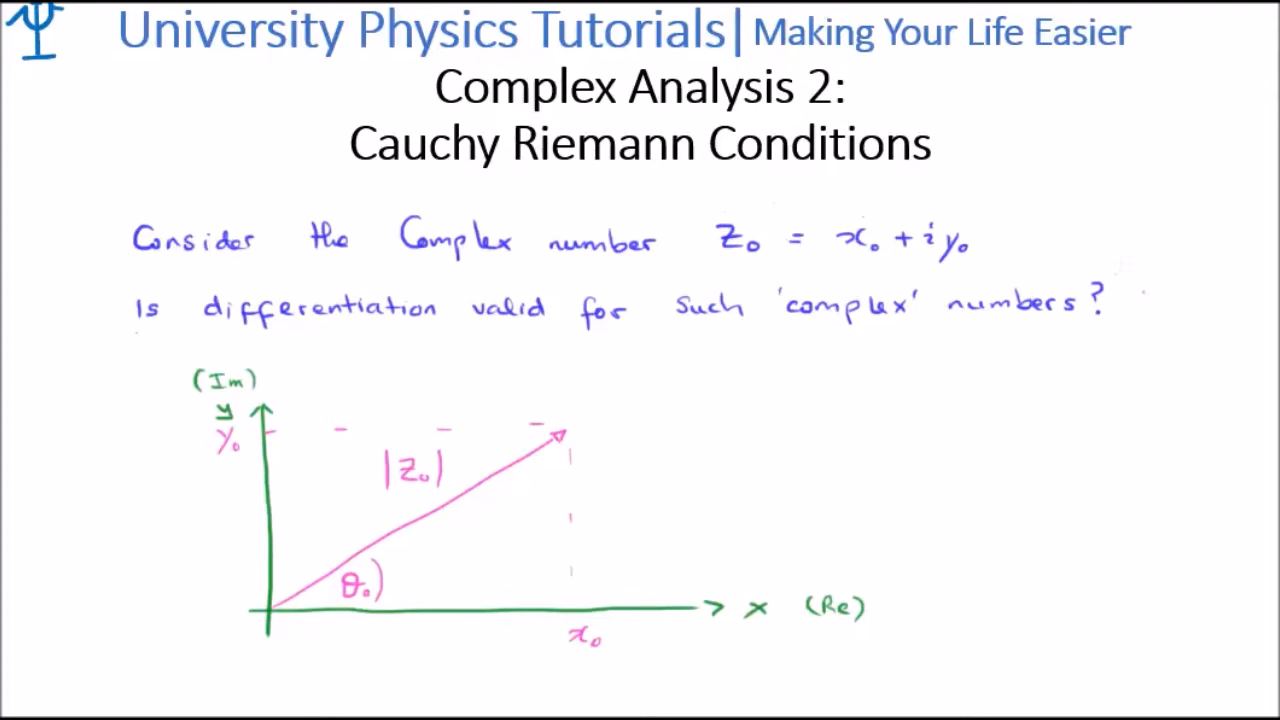 University Physics Tutorials| Making Your Life Easier
Complex Analysis 2:
Cauchy Riemann Conditions
Consider the Complex number Z₀ = x₀ + i y₀
Is differentiation valid for such 'complex' numbers?
(Im)
y
y₀
|Z₀|
θ₀)
x (Re)
x₀